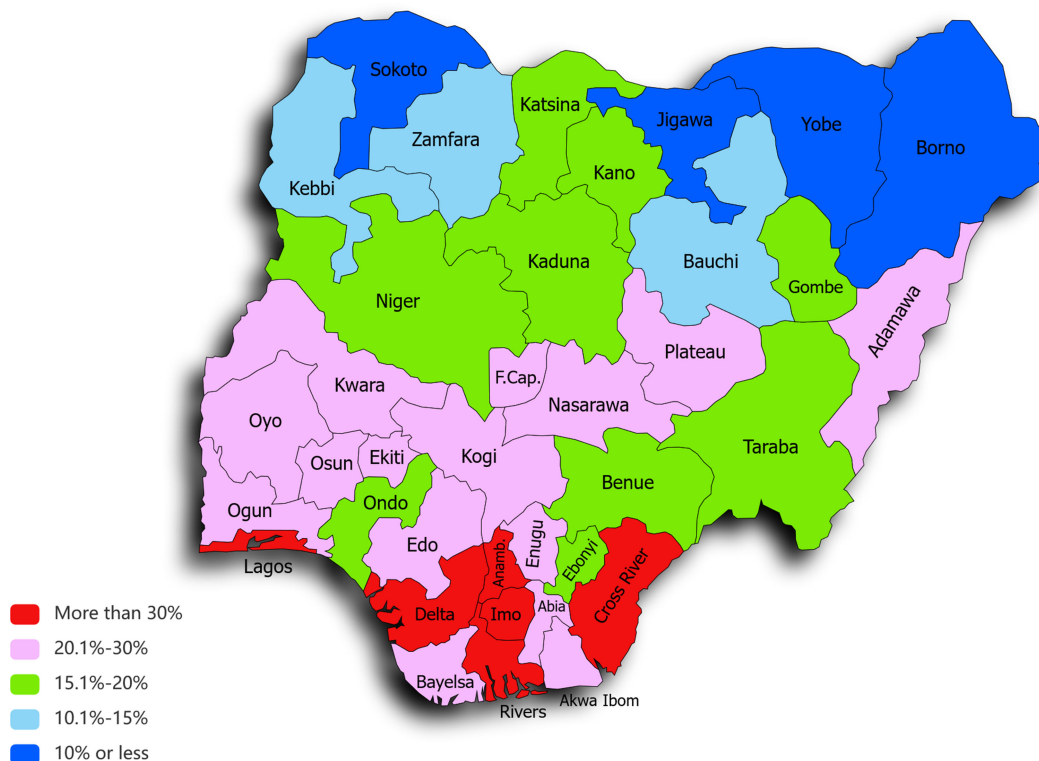 Sokoto
Katsina
Jigawa
Yobe
Borno
Zamfara
Kano
Kebbi
Kaduna
Bauchi
Gombe
Niger
Adamawa
Plateau
F.Cap.
Kwara
Nasarawa
Oyo
Taraba
Osun
Ekiti
Kogi
Benue
Ondo
Ogun
Edo
Enugu
Ebonyi
Anamb.
Lagos
Cross River
Delta
Imo
Abia
Bayelsa
Akwa Ibom
Rivers
More than 30%
20.1%-30%
15.1%-20%
10.1%-15%
10% or less